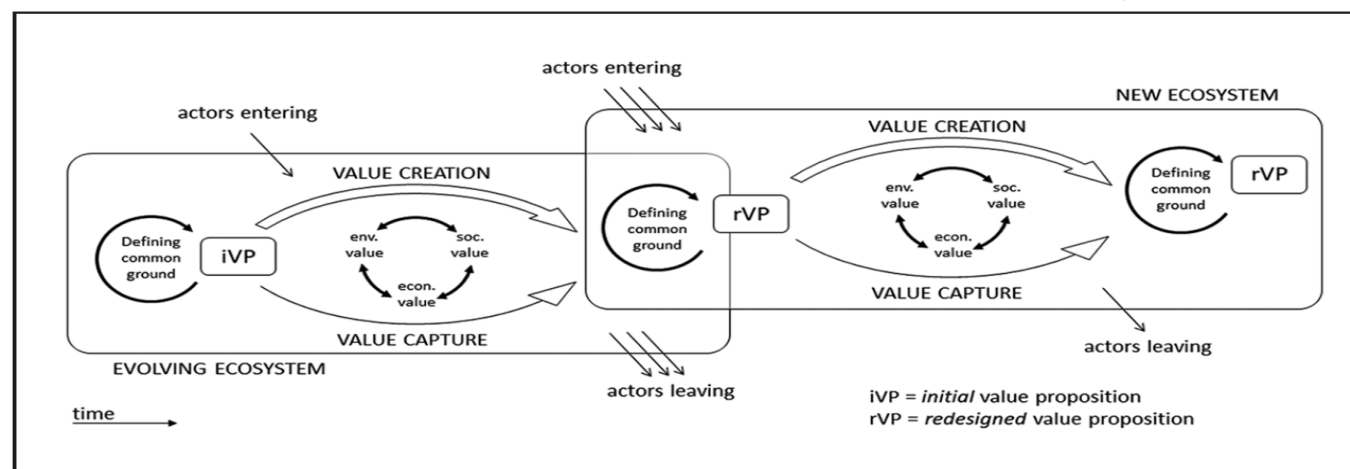 actors entering
NEW ECOSYSTEM
actors entering
VALUE CREATION
VALUE CREATION
Defining
common
ground
iVP
env.
value
soc.
value
econ.
value
VALUE CAPTURE
EVOLVING ECOSYSTEM
Defining
common
ground
rVP
env.
value
soc.
value
econ.
value
VALUE CAPTURE
Defining
common
ground
rVP
actors leaving
actors leaving
time
iVP = initial value proposition
rVP = redesigned value proposition